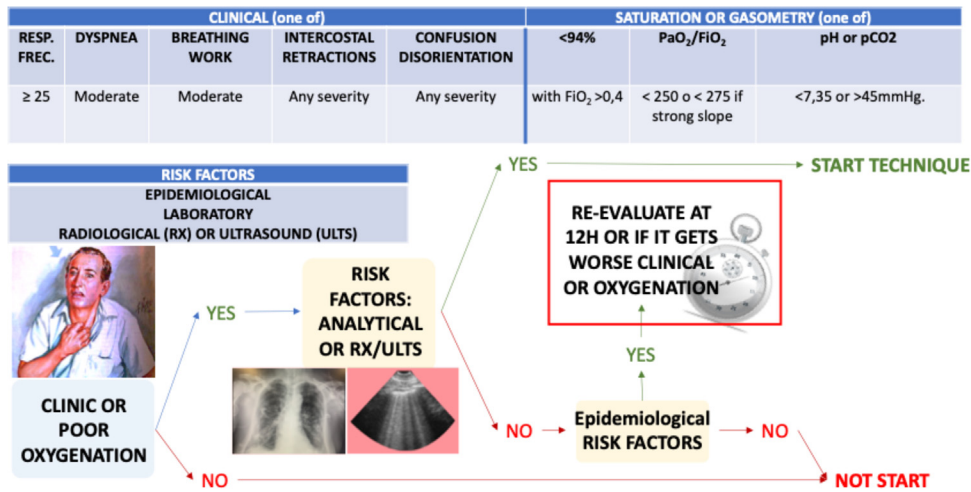 CLINICAL (one of)
SATURATION OR GASOMETRY (one of)
RESP. FREC.
DYSPNEA
BREATHING WORK
INTERCOSTAL RETRACTIONS
CONFUSION DISORIENTATION
<94%
PaO₂/FiO₂
pH or pCO2
≥ 25
Moderate
Moderate
Any severity
Any severity
with FiO₂ >0,4
< 250 o < 275 if strong slope
<7,35 or >45mmHg.
RISK FACTORS
EPIDEMIOLOGICAL
LABORATORY
RADIOLOGICAL (RX) OR ULTRASOUND (ULTS)
YES
START TECHNIQUE
RE-EVALUATE AT
12H OR IF IT GETS
WORSE CLINICAL
OR OXYGENATION
RISK
FACTORS:
ANALYTICAL
OR RX/ULTS
YES
YES
CLINIC OR
POOR
OXYGENATION
NO
Epidemiological
RISK FACTORS
NO
NO
NOT START